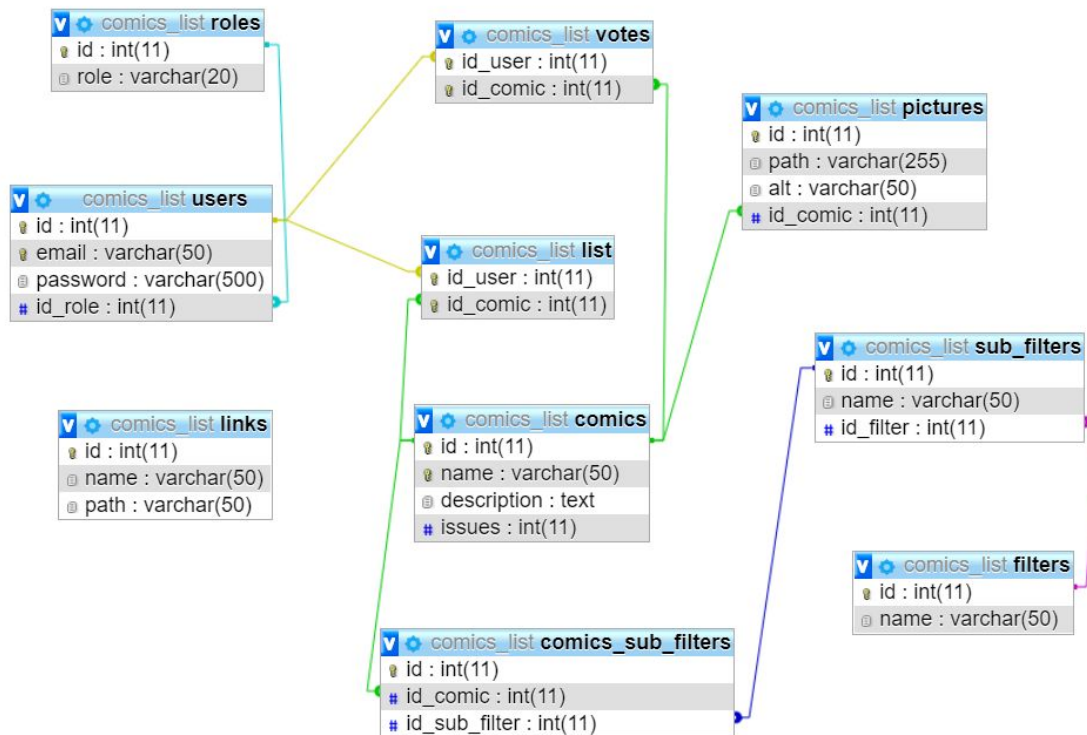 comics_list roles
id : int(11)
role : varchar(20)
comics_list votes
id_user : int(11)
id_comic : int(11)
comics_list pictures
id : int(11)
path : varchar(255)
alt : varchar(50)
# id_comic : int(11)
comics_list users
id : int(11)
email : varchar(50)
password : varchar(500)
# id_role : int(11)
comics_list list
id_user : int(11)
id_comic : int(11)
comics_list sub_filters
id : int(11)
name : varchar(50)
# id_filter : int(11)
comics_list links
id : int(11)
name : varchar(50)
path : varchar(50)
comics_list comics
id : int(11)
name : varchar(50)
description : text
# issues : int(11)
comics_list filters
id : int(11)
name : varchar(50)
comics_list comics_sub_filters
id : int(11)
# id_comic : int(11)
# id_sub_filter : int(11)